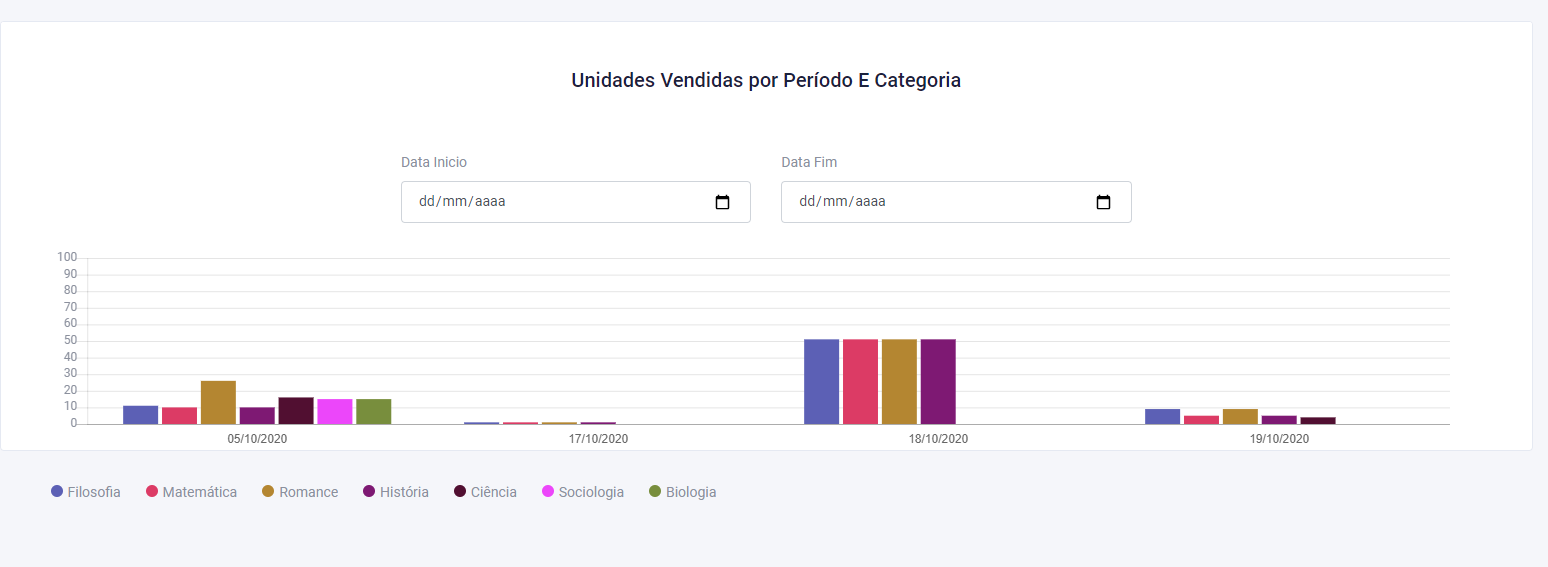 Unidades Vendidas por Período E Categoria
Data Inicio
Data Fim
dd/mm/aaaa
dd/mm/aaaa
100
90
80
70
60
50
40
30
20
10
0
05/10/2020 17/10/2020 18/10/2020 19/10/2020
Filosofia Matemática Romance História Ciência Sociologia Biologia